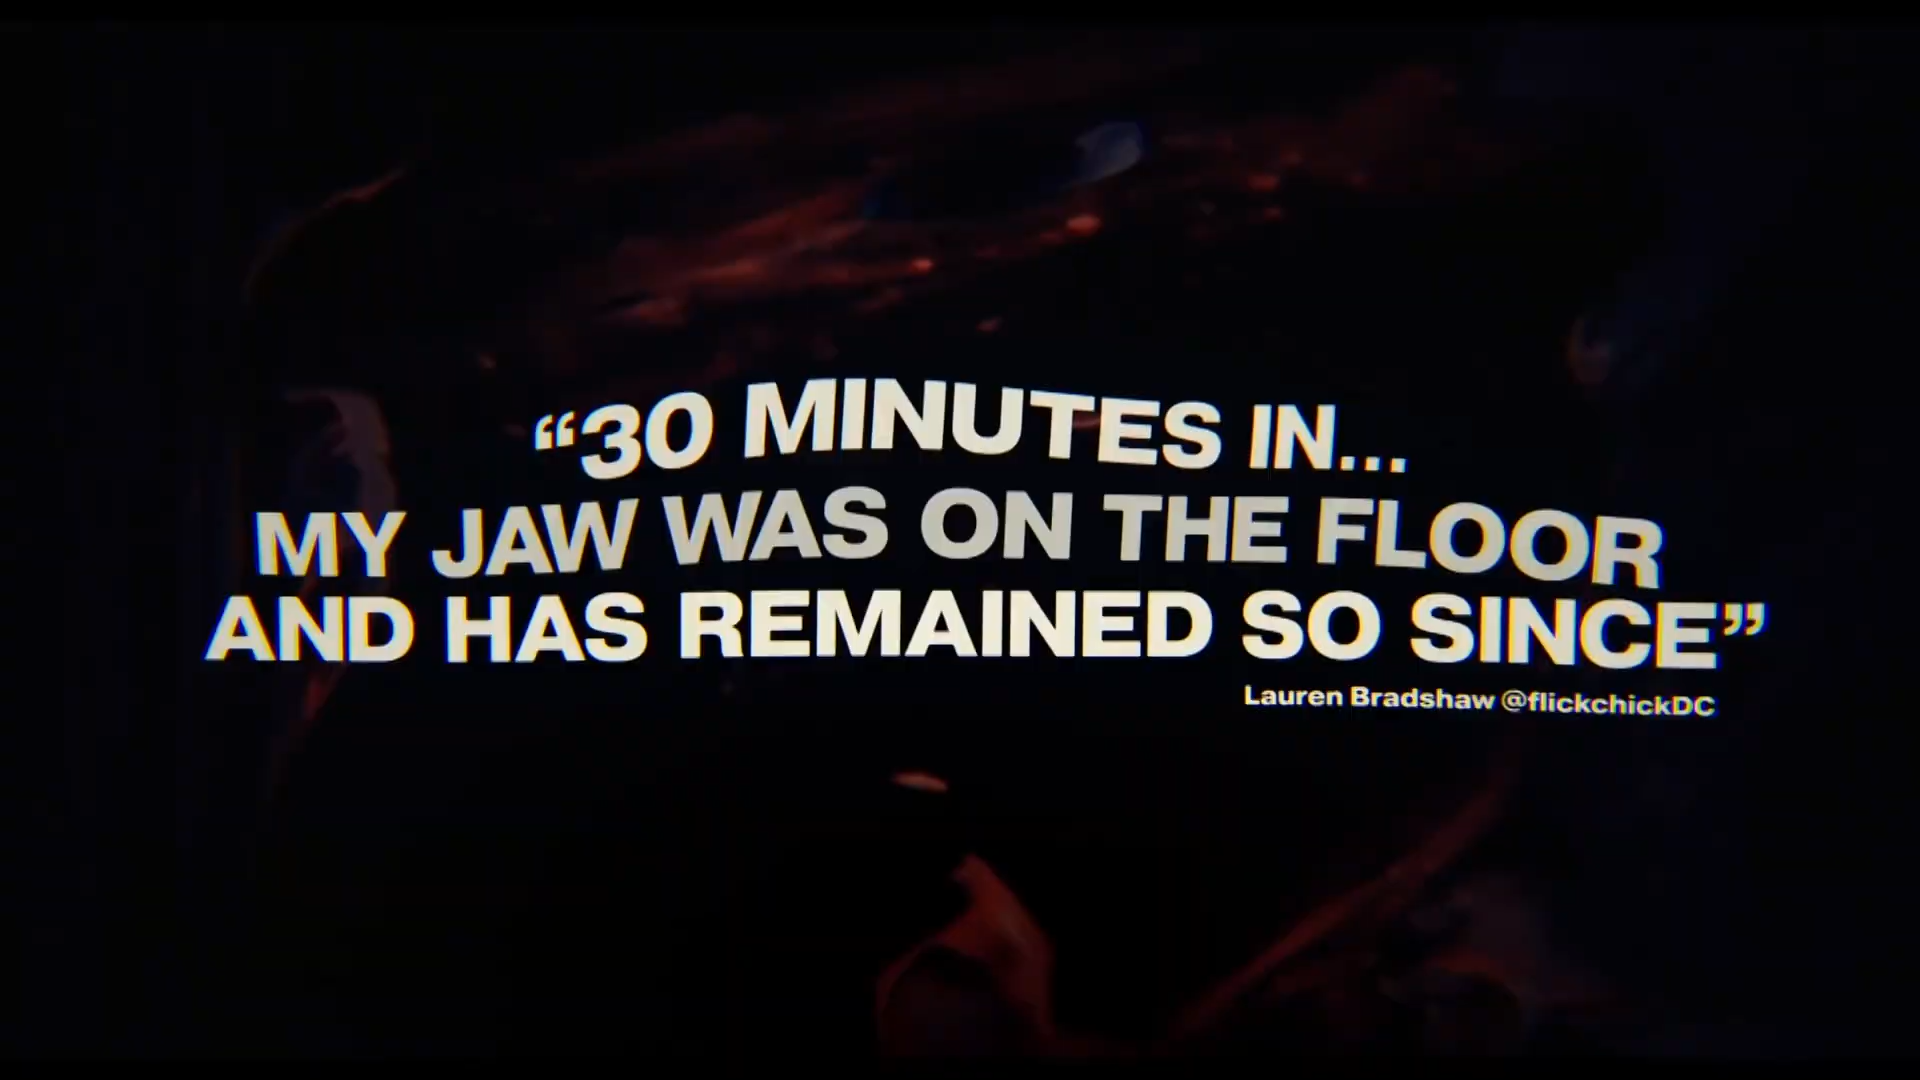 “30 MINUTES IN...
MY JAW WAS ON THE FLOOR
AND HAS REMAINED SO SINCE”
Lauren Bradshaw @flickchickDC